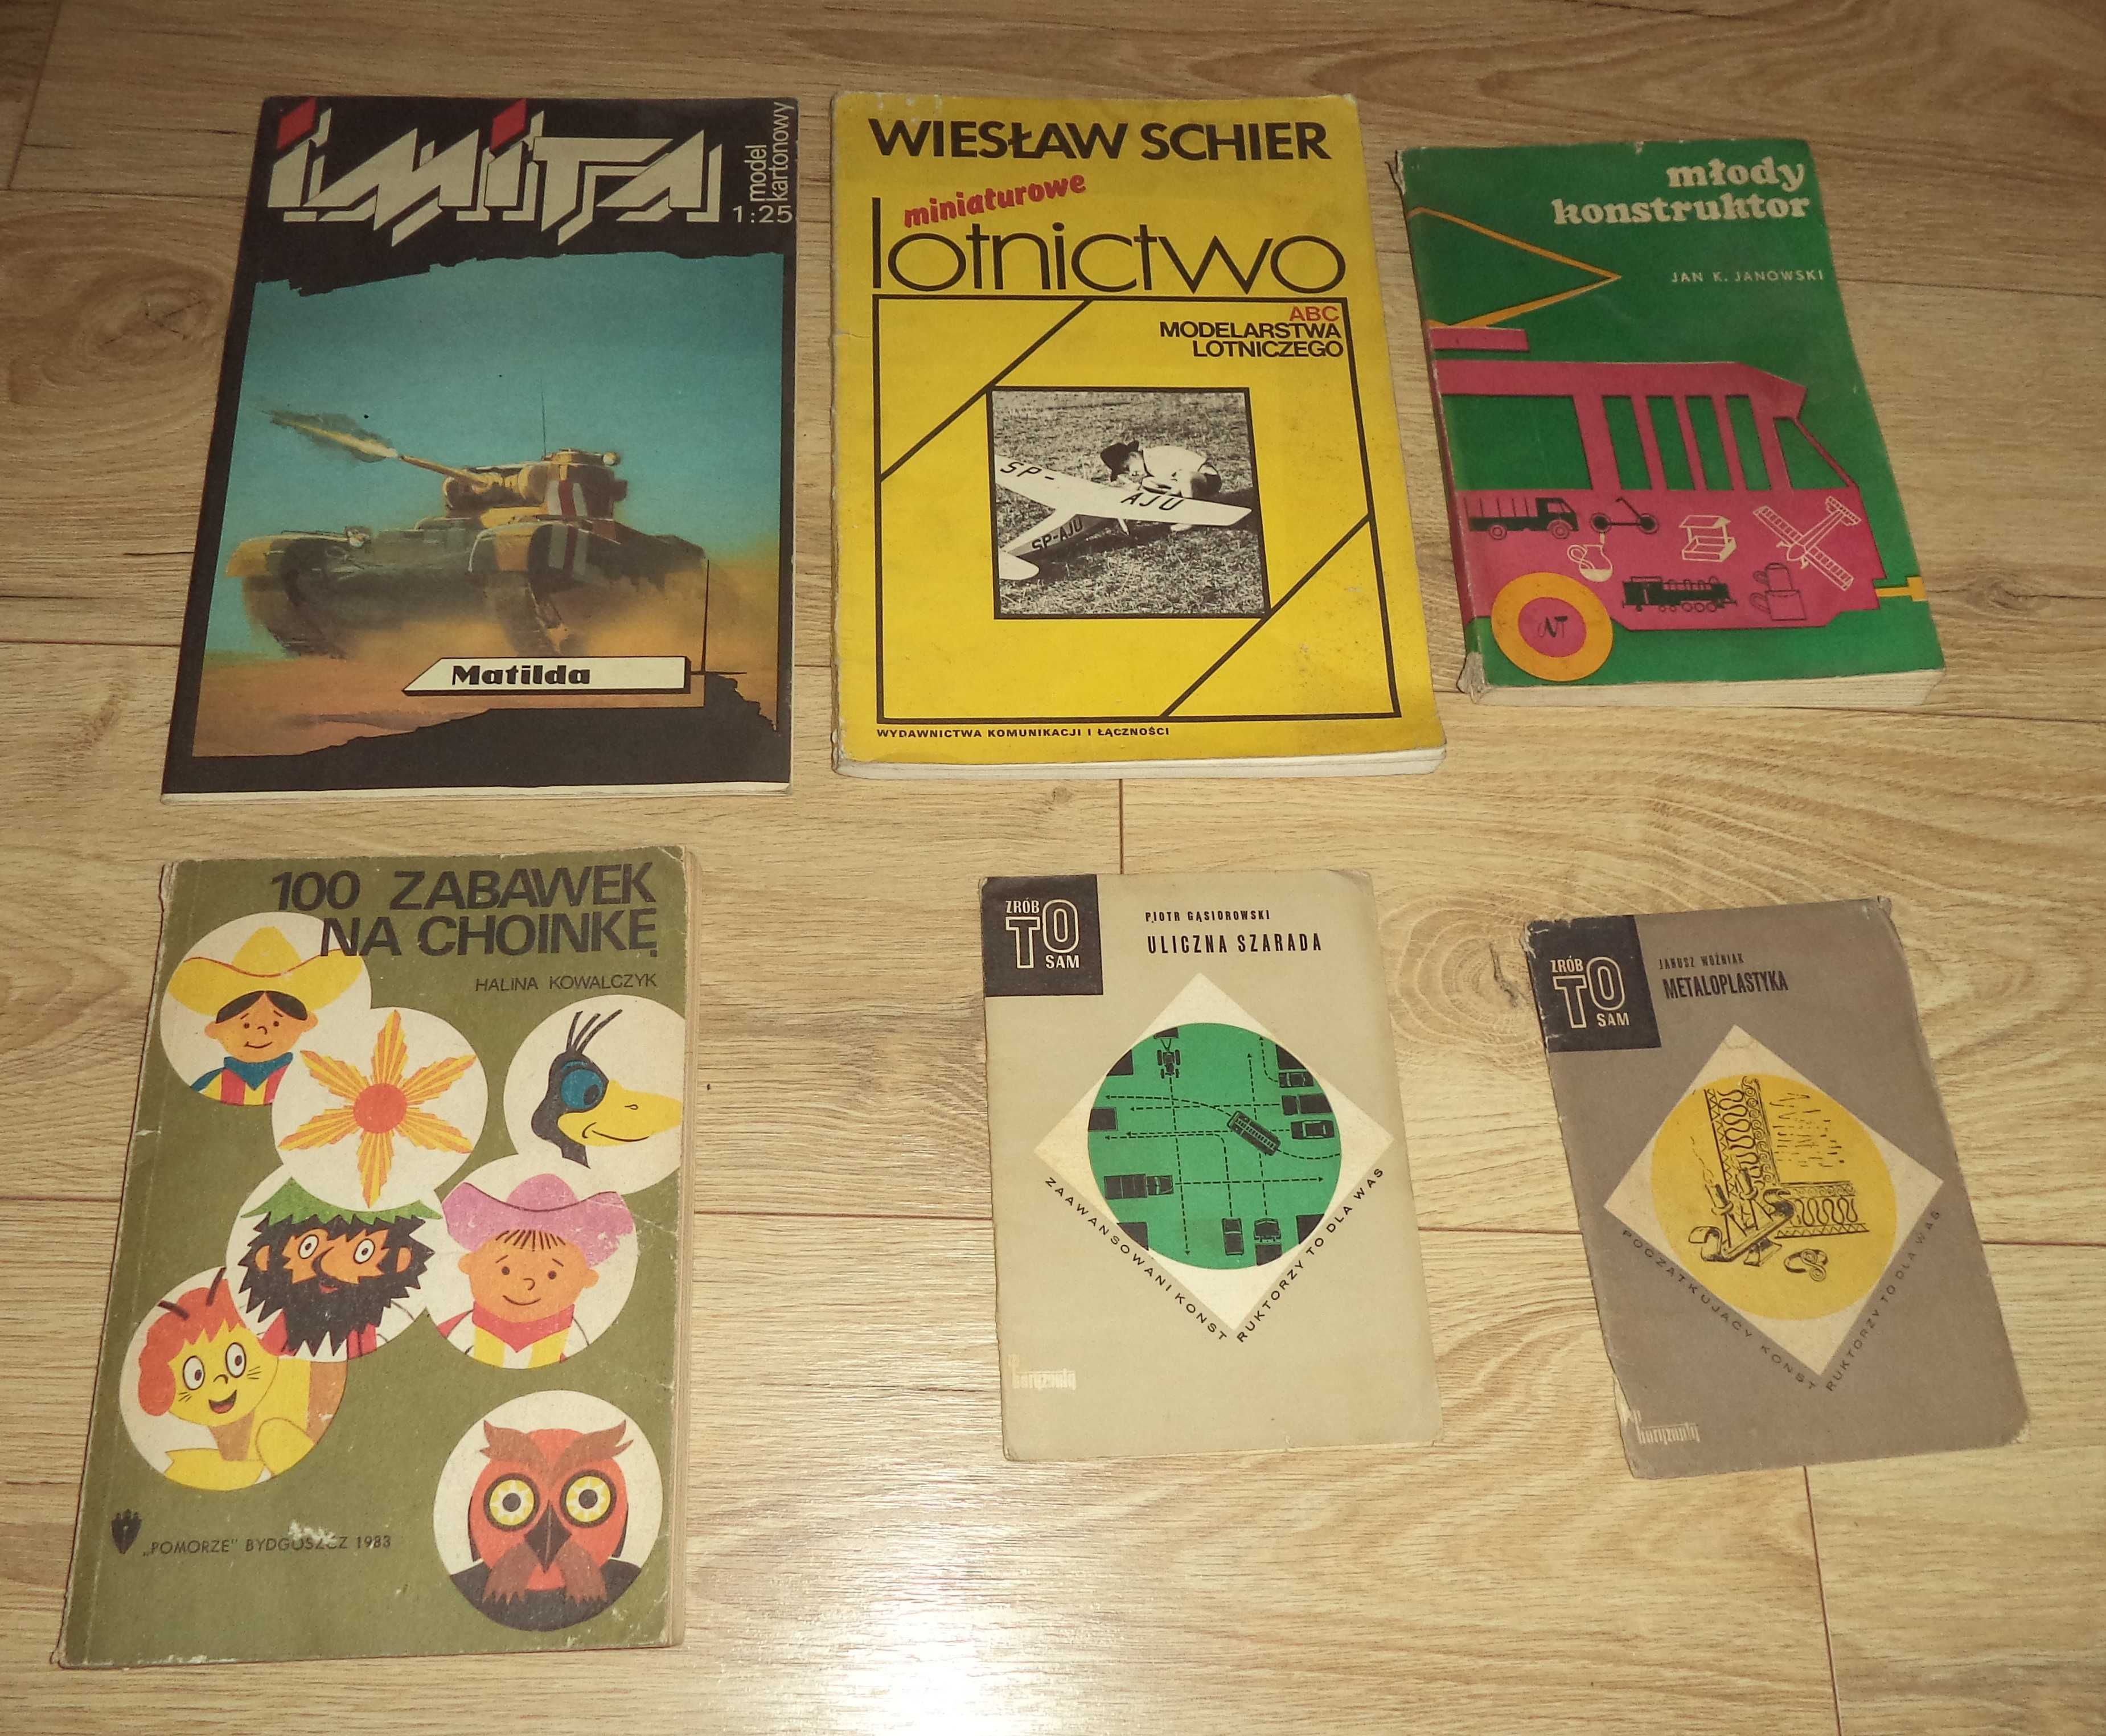 iMiTA
model
kartonowy
1:25
Matilda
WIESŁAW SCHIER
miniaturowe
lotnictwo
ABC
MODELARSTWA
LOTNICZEGO
SP-
AJU
SP-AJU
WYDAWNICTWA KOMUNIKACJI I ŁĄCZNOŚCI
młody
konstruktor
JAN K. JANOWSKI
100 ZABAWEK
NA CHOINKĘ
HALINA KOWALCZYK
„POMORZE" BYDGOSZCZ 1983
ZRÓB
TO
SAM
PIOTR GĄSIOROWSKI
ULICZNA SZARADA
ZAAWANSOWANI KONSTRUKTORZY TO DLA WAS
horyzonty
ZRÓB
TO
SAM
JANUSZ WOŹNIAK
METALOPLASTYKA
POCZĄTKUJĄCY KONSTRUKTORZY TO DLA WAS
horyzonty